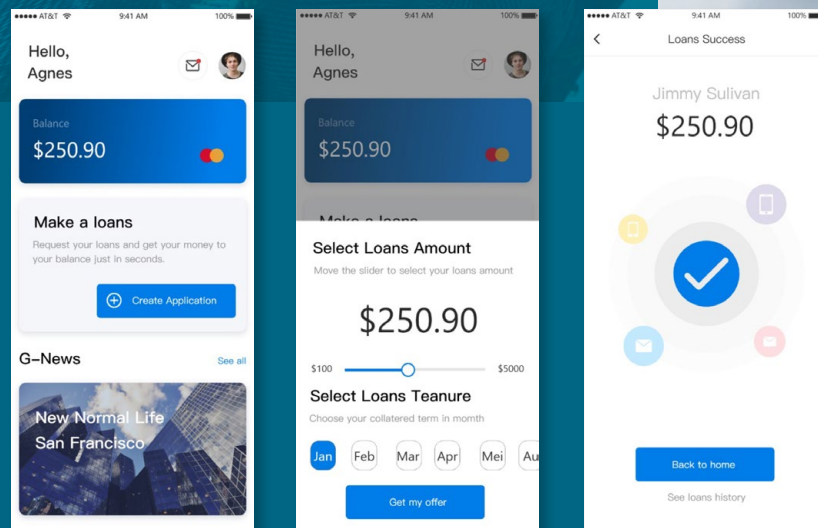 AT&T 9:41 AM 100%
Hello,
Agnes
Balance
$250.90
Make a loans
Request your loans and get your money to
your balance just in seconds.
Create Application
G-News
See all
New Normal Life
San Francisco
AT&T 9:41 AM 100%
Hello,
Agnes
Balance
$250.90
Make a loans
Select Loans Amount
Move the slider to select your loans amount
$250.90
$100
$5000
Select Loans Teanure
Choose your collatered term in momth
Jan Feb Mar Apr Mei Au
Get my offer
AT&T 9:41 AM 100%
Loans Success
Jimmy Sulivan
$250.90
Back to home
See loans history